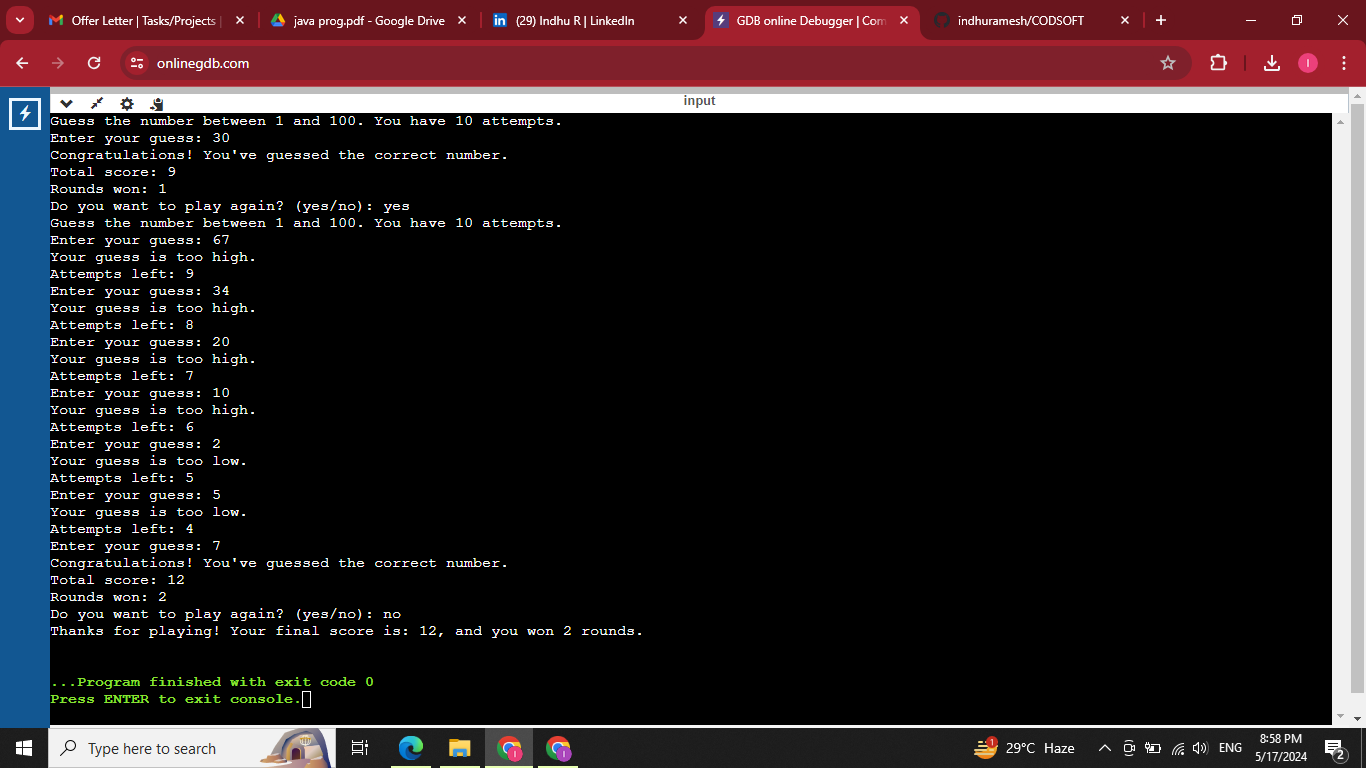 Offer Letter | Tasks/Projects |
java prog.pdf - Google Drive
(29) Indhu R | LinkedIn
GDB online Debugger | Com
indhuramesh/CODSOFT
onlinegdb.com
input
Guess the number between 1 and 100. You have 10 attempts.
Enter your guess: 30
Congratulations! You've guessed the correct number.
Total score: 9
Rounds won: 1
Do you want to play again? (yes/no): yes
Guess the number between 1 and 100. You have 10 attempts.
Enter your guess: 67
Your guess is too high.
Attempts left: 9
Enter your guess: 34
Your guess is too high.
Attempts left: 8
Enter your guess: 20
Your guess is too high.
Attempts left: 7
Enter your guess: 10
Your guess is too high.
Attempts left: 6
Enter your guess: 2
Your guess is too low.
Attempts left: 5
Enter your guess: 5
Your guess is too low.
Attempts left: 4
Enter your guess: 7
Congratulations! You've guessed the correct number.
Total score: 12
Rounds won: 2
Do you want to play again? (yes/no): no
Thanks for playing! Your final score is: 12, and you won 2 rounds.
...Program finished with exit code 0
Press ENTER to exit console.
Type here to search
29°C Haze
ENG
8:58 PM
5/17/2024
2